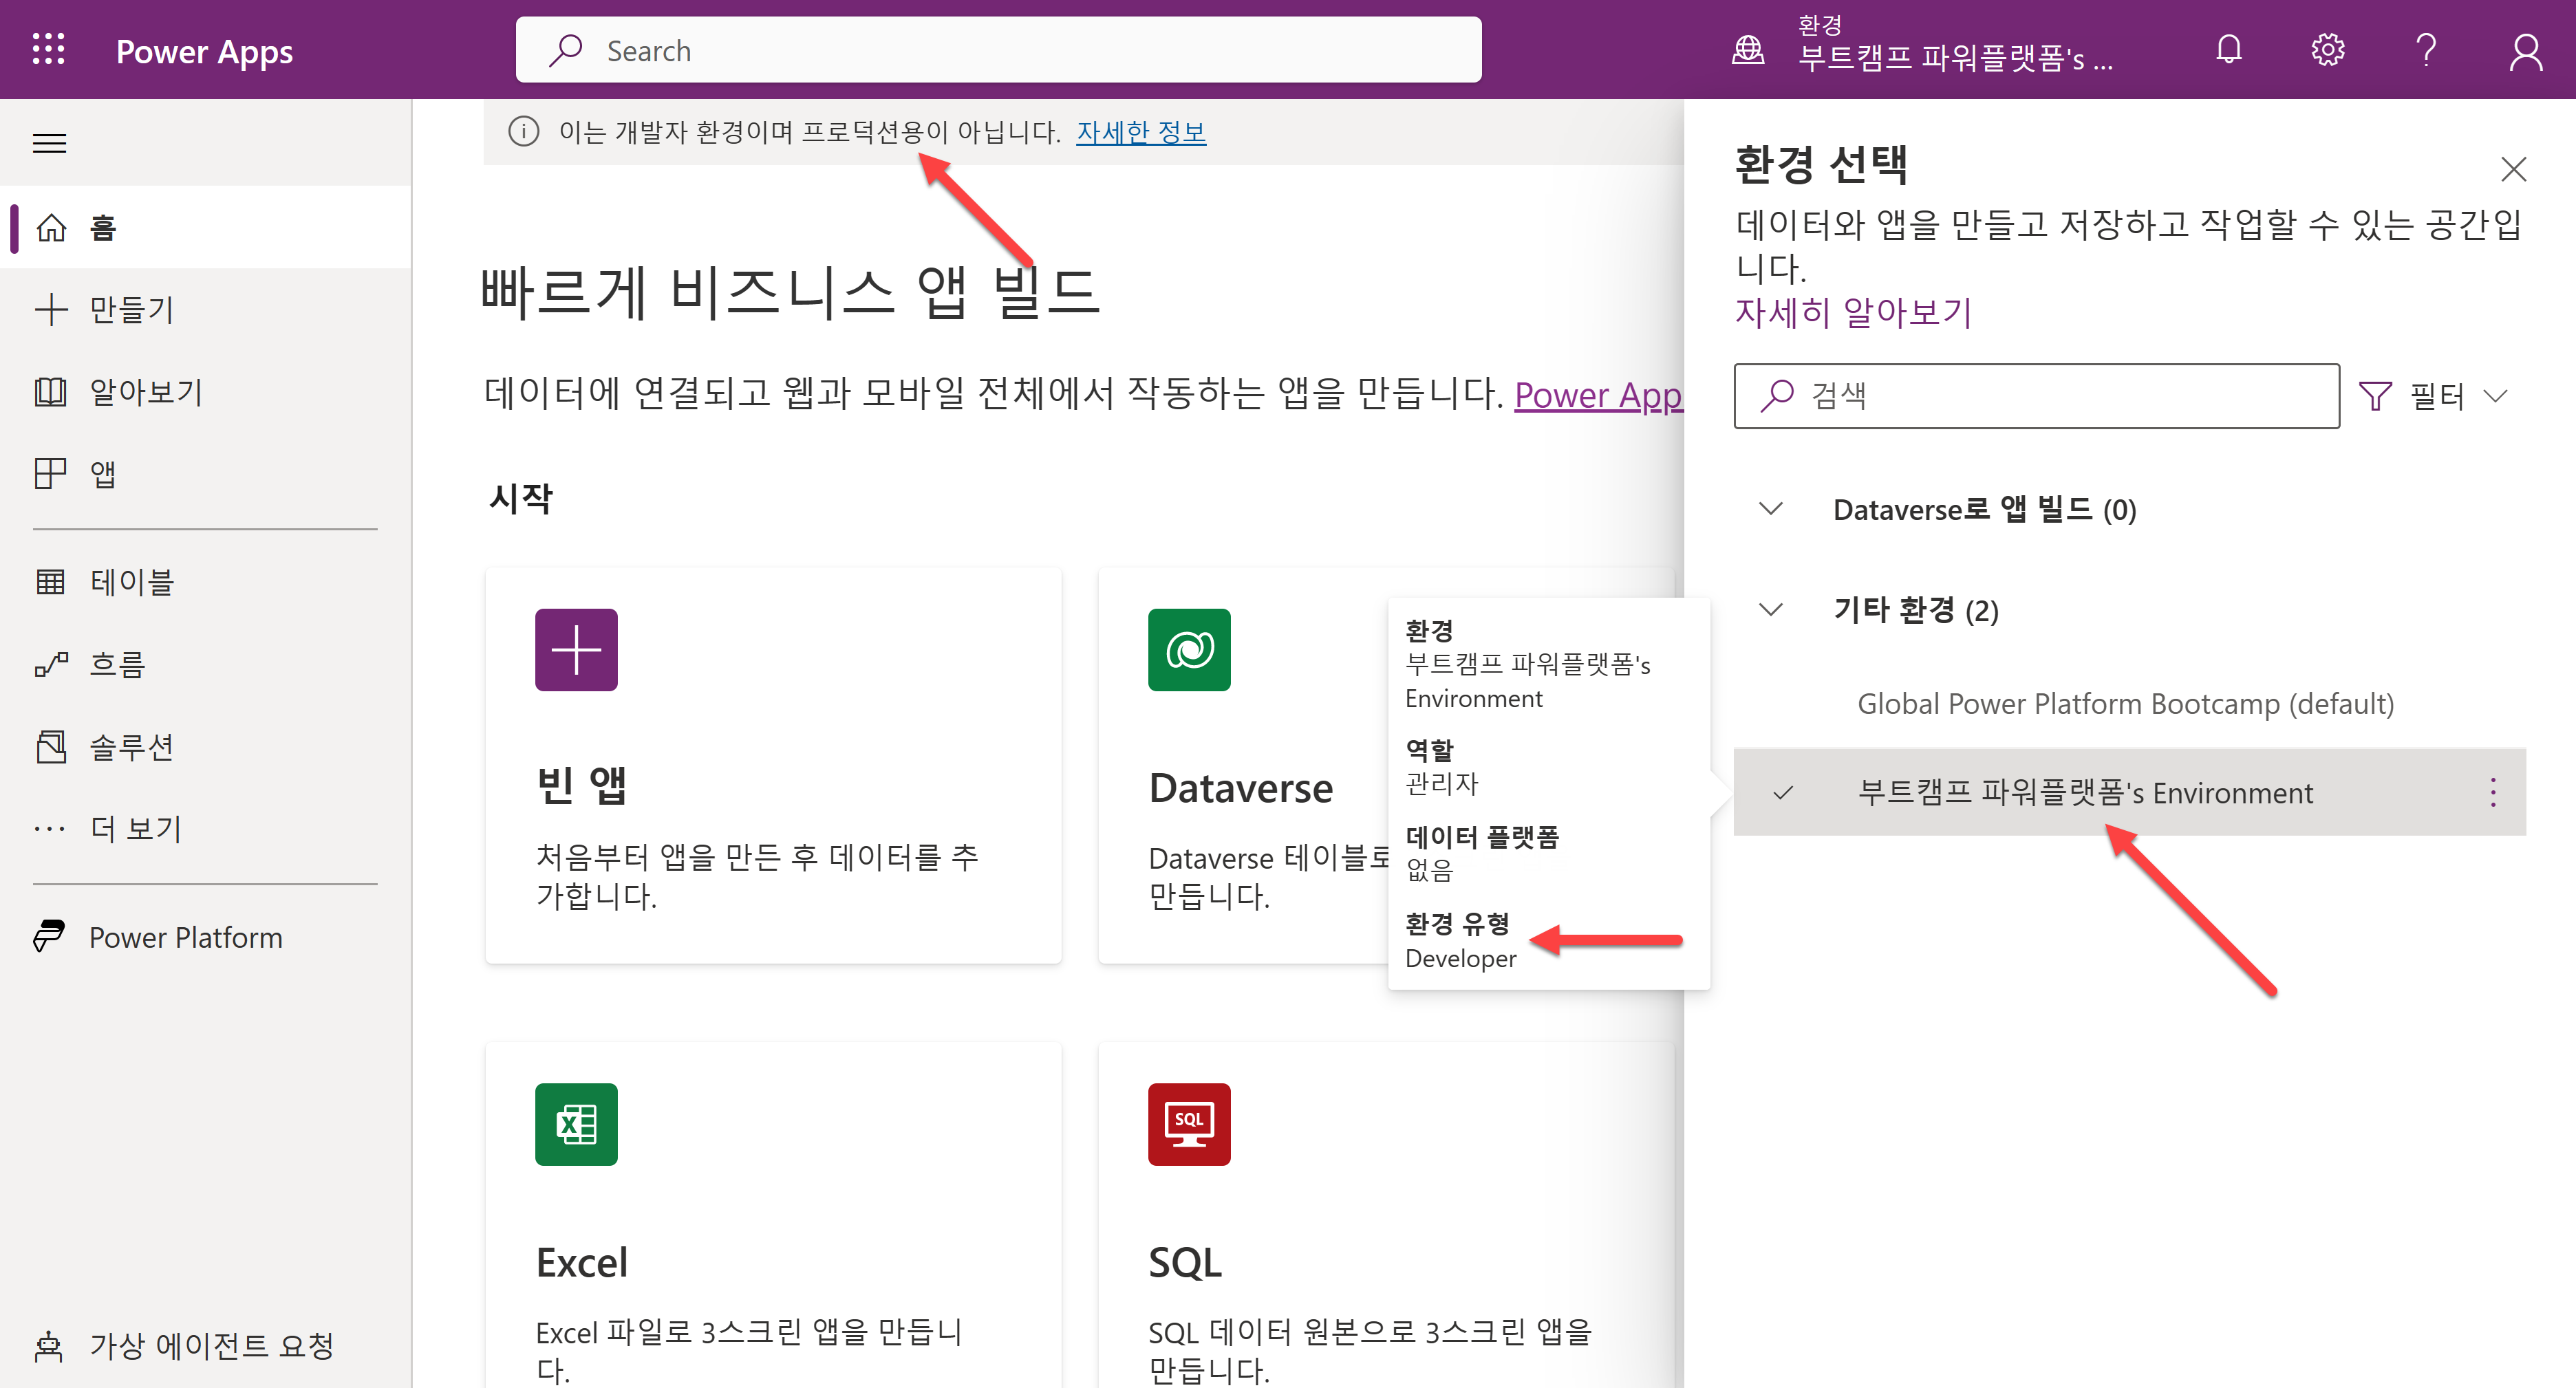 Power Apps
Search
환경
부트캠프 파워플랫폼's ...
이는 개발자 환경이며 프로덕션용이 아닙니다. 자세한 정보
홈
만들기
알아보기
앱
테이블
흐름
솔루션
더 보기
Power Platform
가상 에이전트 요청
빠르게 비즈니스 앱 빌드
데이터에 연결되고 웹과 모바일 전체에서 작동하는 앱을 만듭니다. Power App
시작
빈 앱
처음부터 앱을 만든 후 데이터를 추
가합니다.
Dataverse
Dataverse 테이블로
만듭니다.
Excel
Excel 파일로 3스크린 앱을 만듭니
다.
SQL
SQL
SQL 데이터 원본으로 3스크린 앱을
만듭니다.
환경
부트캠프 파워플랫폼's
Environment
역할
관리자
데이터 플랫폼
없음
환경 유형
Developer
환경 선택
데이터와 앱을 만들고 저장하고 작업할 수 있는 공간입
니다.
자세히 알아보기
검색
필터
Dataverse로 앱 빌드 (0)
기타 환경 (2)
Global Power Platform Bootcamp (default)
부트캠프 파워플랫폼's Environment